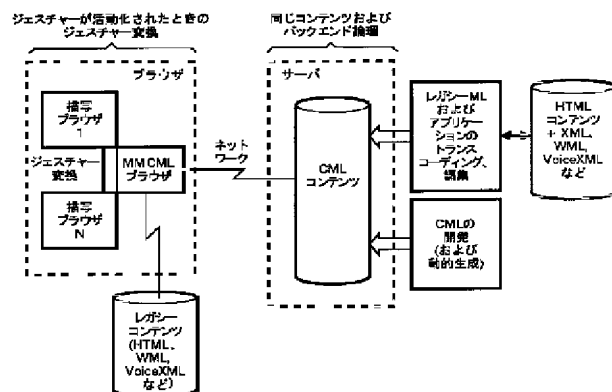 ジェスチャーが活動化されたときの
ジェスチャー変換
同じコンテンツおよび
バックエンド論理
ブラウザ
描写
ブラウザ
1
ジェスチャー
変換
MM CML
ブラウザ
描写
ブラウザ
N
ネット
ワーク
サーバ
CML
コンテンツ
レガシーML
および
アプリケー
ションの
トランス
コーディング、
編集
HTML
コンテンツ
+ XML,
WML,
VoiceXML
など
CMLの
開発
(および
動的生成)
レガシー
コンテンツ
(HTML、
WML,
VoiceXML
など)